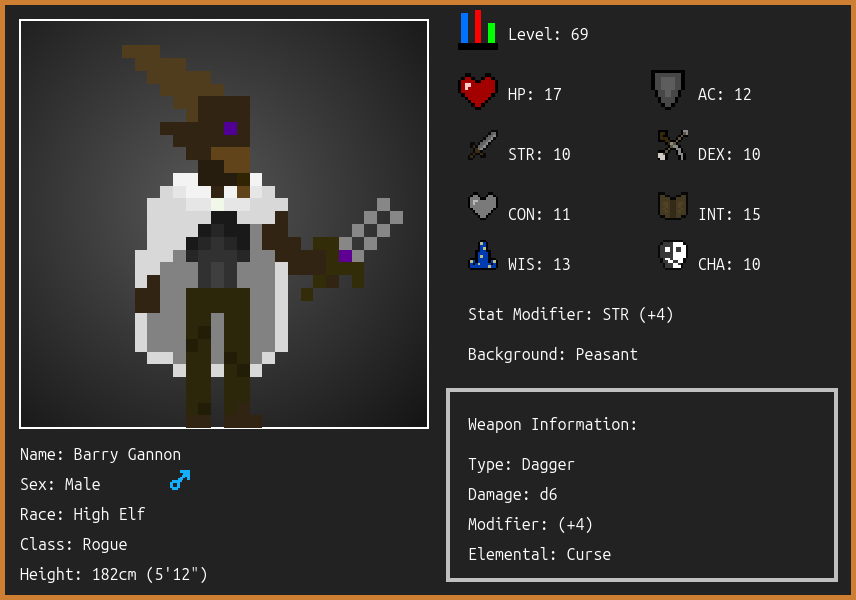 Level: 69
HP: 17
AC: 12
STR: 10
DEX: 10
CON: 11
INT: 15
WIS: 13
CHA: 10
Stat Modifier: STR (+4)
Background: Peasant
Weapon Information:
Type: Dagger
Damage: d6
Modifier: (+4)
Elemental: Curse
Name: Barry Gannon
Sex: Male
Race: High Elf
Class: Rogue
Height: 182cm (5'12")